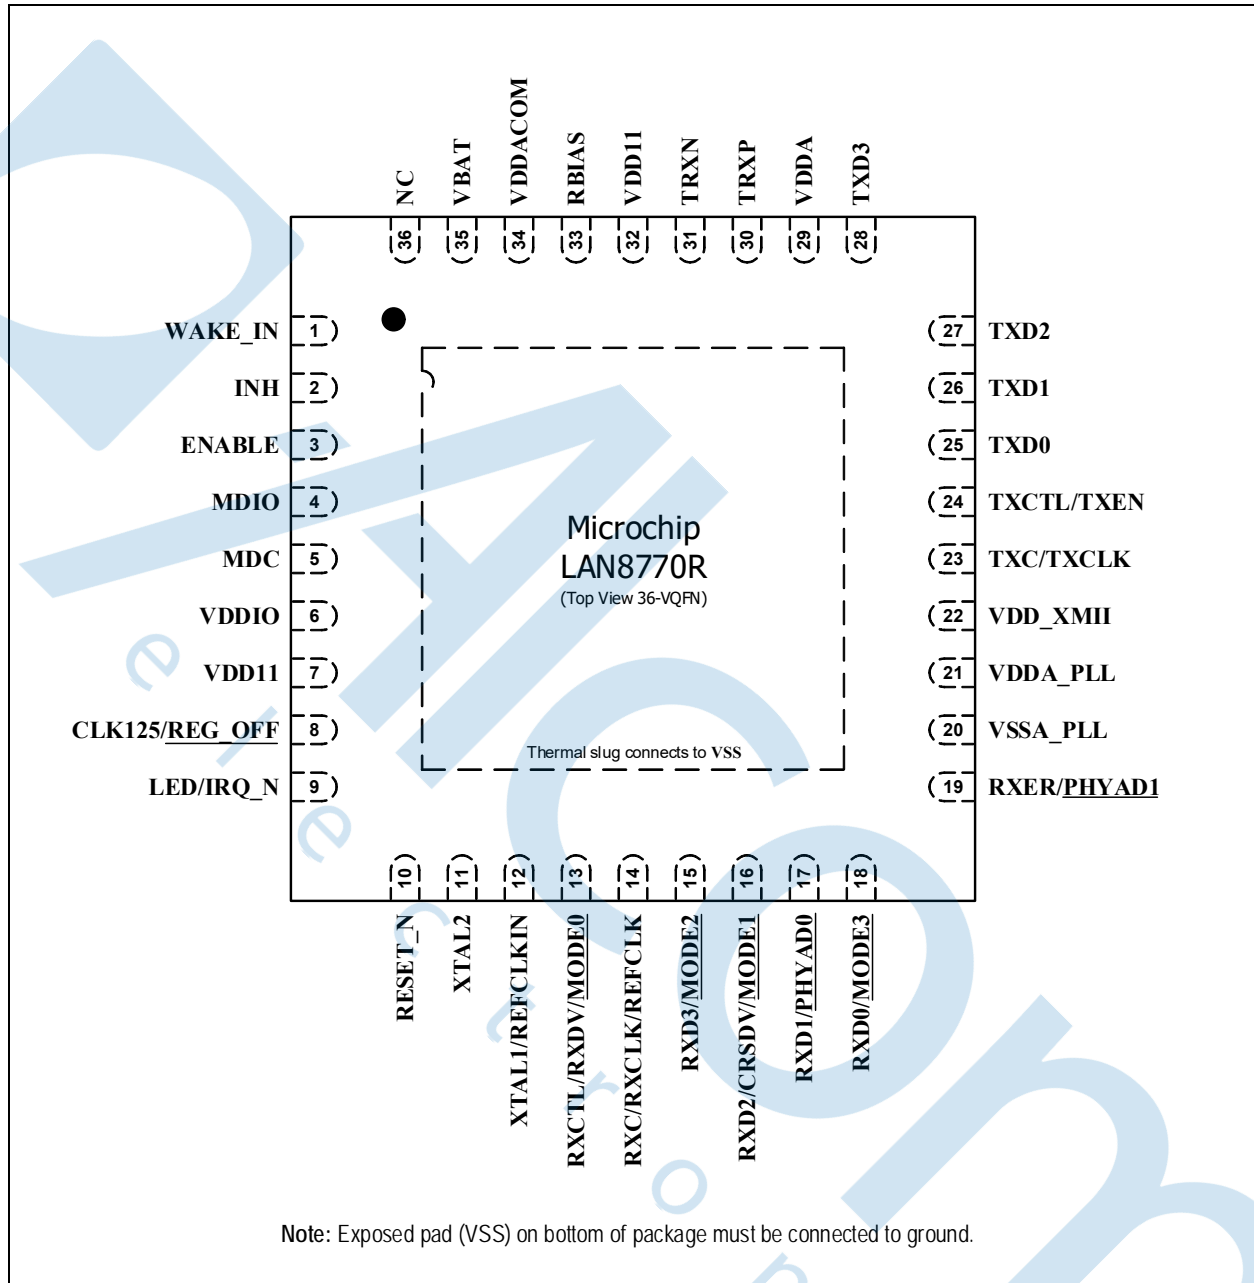 NC
VBAT
VDDACOM
RBIAS
VDD11
TRXN
TRXP
VDDA
TXD3
36
35
34
33
32
31
30
29
28
WAKE_IN 1
INH 2
ENABLE 3
MDIO 4
MDC 5
VDDIO 6
VDD11 7
CLK125/REG_OFF 8
LED/IRQ_N 9
27 TXD2
26 TXD1
25 TXD0
24 TXCTL/TXEN
23 TXC/TXCLK
22 VDD_XMII
21 VDDA_PLL
20 VSSA_PLL
19 RXER/PHYAD1
Microchip
LAN8770R
(Top View 36-VQFN)
Thermal slug connects to VSS
10
11
12
13
14
15
16
17
18
RESET_N
XTAL2
XTAL1/REFCLKIN
RXCTL/RXDV/MODE0
RXC/RXCLK/REFCLK
RXD3/MODE2
RXD2/CRSDV/MODE1
RXD1/PHYAD0
RXD0/MODE3
Note: Exposed pad (VSS) on bottom of package must be connected to ground.